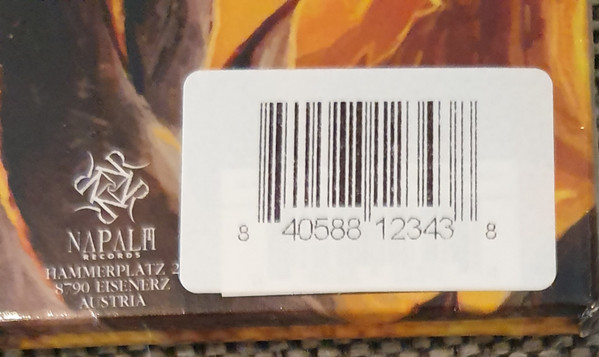 8 40588 12343 8
NAPALM
RECORDS
HAMMERPLATZ 2
8790 EISENERZ
AUSTRIA